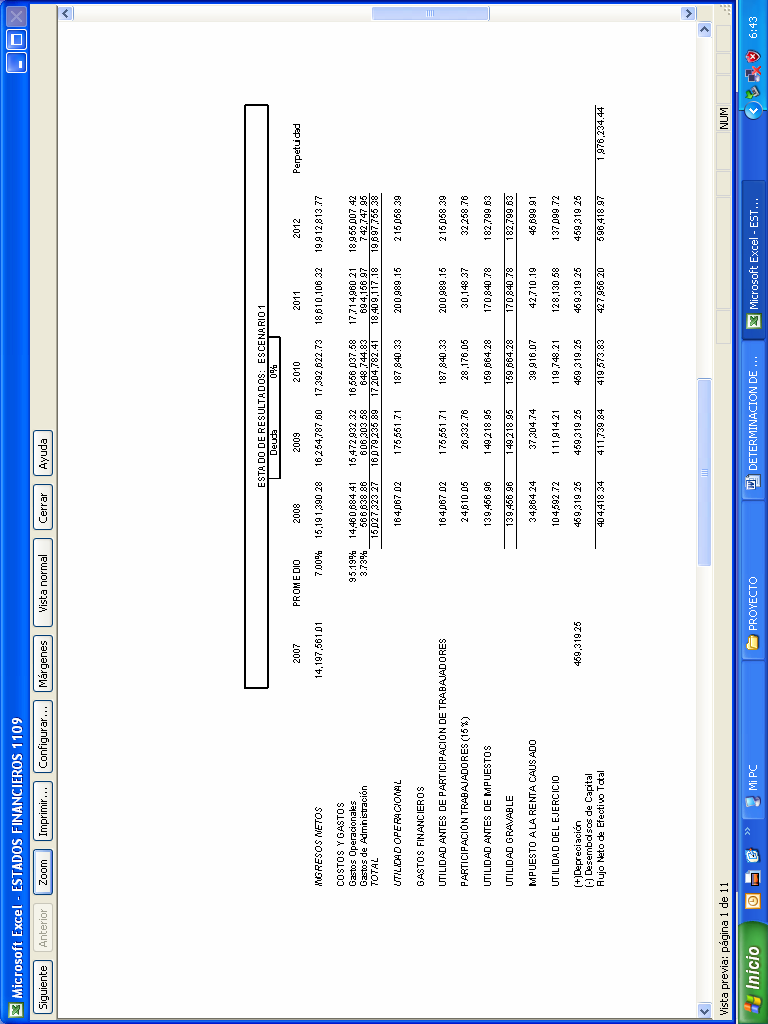 Microsoft Excel - ESTADOS FINANCIEROS 1109
Siguiente Anterior Zoom Imprimir... Configurar... Márgenes Vista normal Cerrar Ayuda
ESTADO DE RESULTADOS: ESCENARIO 1
Deuda 0%
2007 PROMEDIO 2008 2009 2010 2011 2012 Perpetuidad
INGRESOS NETOS 14,197,561.01 7.00% 15,191,390.28 16,254,787.60 17,392,622.73 18,610,106.32 19,912,813.77
COSTOS Y GASTOS
Gastos Operacionales 95.19% 14,460,684.41 15,472,932.32 16,556,037.58 17,714,960.21 18,955,007.42
Gastos de Administración 3.73% 566,638.86 606,303.58 648,744.83 694,156.97 742,747.95
TOTAL 15,027,323.27 16,079,235.89 17,204,782.41 18,409,117.18 19,697,755.38
UTILIDAD OPERACIONAL 164,067.02 175,551.71 187,840.33 200,989.15 215,058.39
GASTOS FINANCIEROS
UTILIDAD ANTES DE PARTICIPACIÓN DE TRABAJADORES 164,067.02 175,551.71 187,840.33 200,989.15 215,058.39
PARTICIPACIÓN TRABAJADORES (15%) 24,610.05 26,332.76 28,176.05 30,148.37 32,258.76
UTILIDAD ANTES DE IMPUESTOS 139,456.96 149,218.95 159,664.28 170,840.78 182,799.63
UTILIDAD GRAVABLE 139,456.96 149,218.95 159,664.28 170,840.78 182,799.63
IMPUESTO A LA RENTA CAUSADO 34,864.24 37,304.74 39,916.07 42,710.19 45,699.91
UTILIDAD DEL EJERCICIO 104,592.72 111,914.21 119,748.21 128,130.58 137,099.72
(+)Depreciación 459,319.25 459,319.25 459,319.25 459,319.25 459,319.25 459,319.25
(-) Desembolsos de Capital
Flujo Neto de Efectivo Total 404,418.34 411,739.84 419,573.83 427,956.20 596,418.97 1,976,234.44
Vista previa: página 1 de 11 NUM
Inicio Mi PC PROYECTO DETERMINACION DE ... Microsoft Excel - EST... 6:43